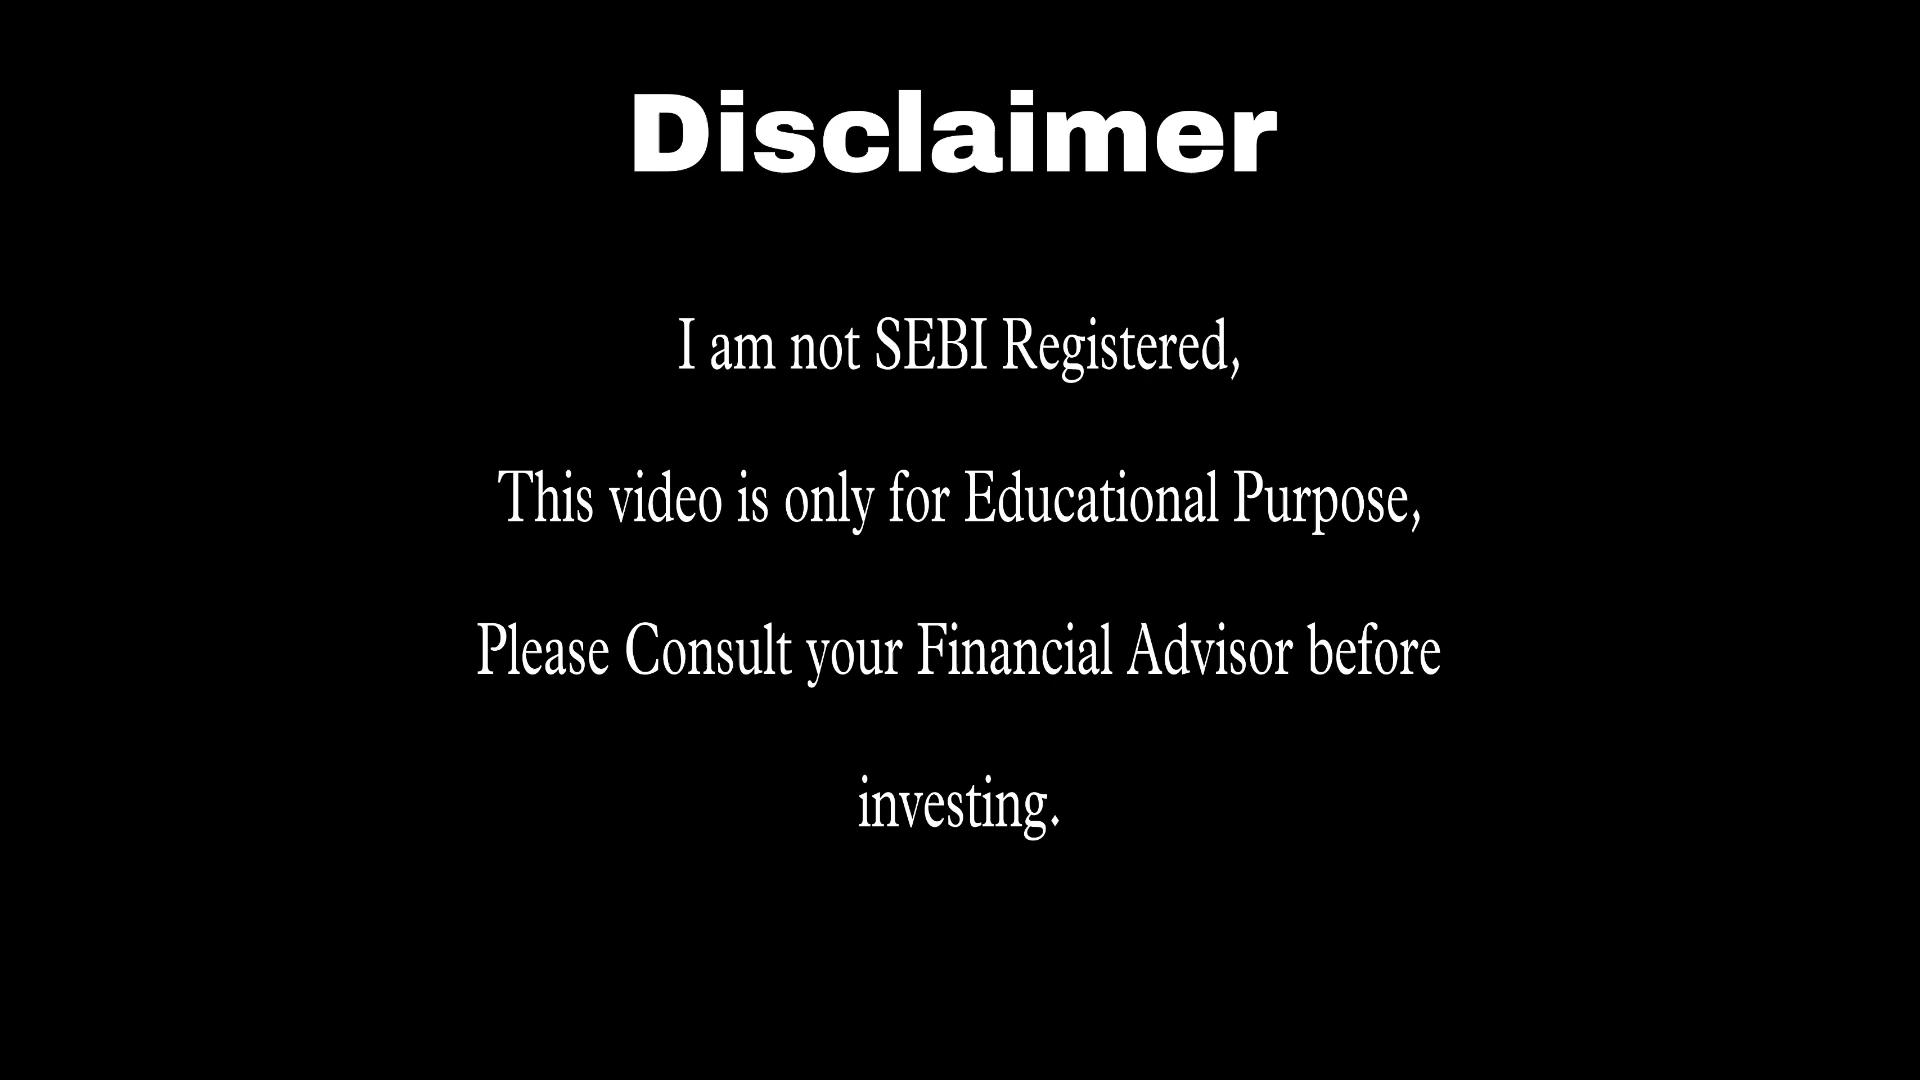 Disclaimer
I am not SEBI Registered,
This video is only for Educational Purpose,
Please Consult your Financial Advisor before
investing.